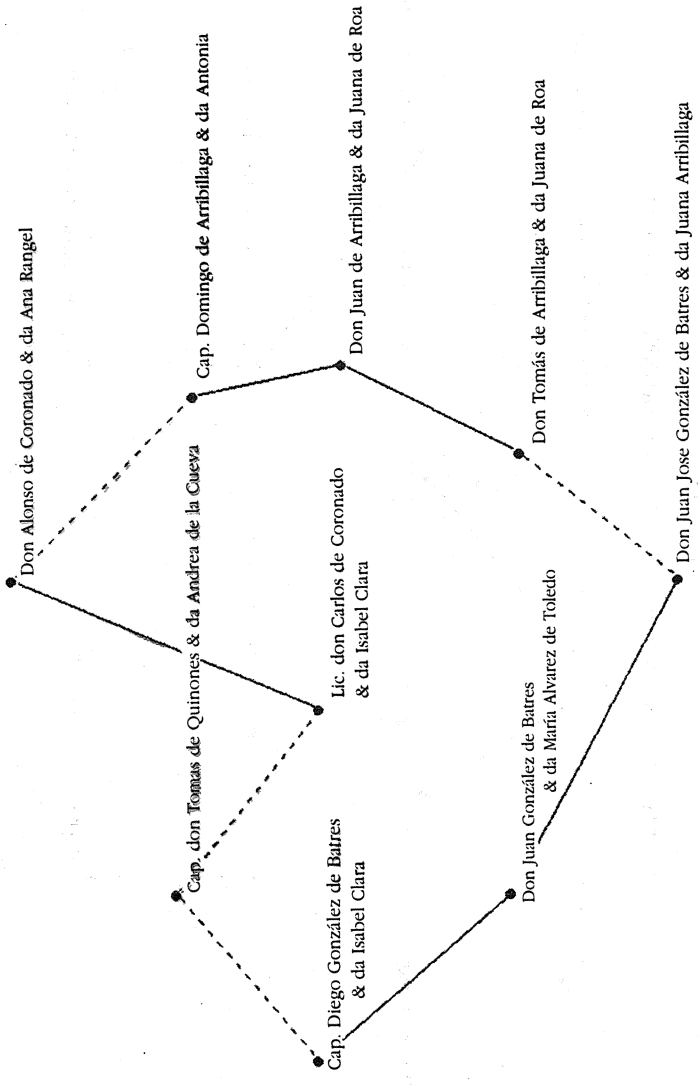 Don Alonso de Coronado & da Ana Rangel
Cap. don Tomas de Quinones & da Andrea de la Cueva
Cap. Domingo de Arribillaga & da Antonia
Cap. Diego González de Batres
& da Isabel Clara
Lic. don Carlos de Coronado
& da Isabel Clara
Don Juan de Arribillaga & da Juana de Roa
Don Juan González de Batres
& da María Alvarez de Toledo
Don Tomás de Arribillaga & da Juana de Roa
Don Juan Jose González de Batres & da Juana Arribillaga